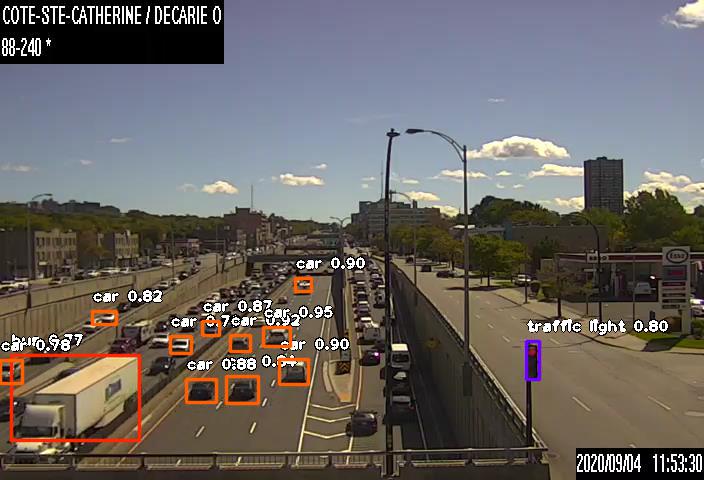 COTE-STE-CATHERINE / DECARIE O
88-240 *
car 0.90
car 0.82
car 0.87
car 0.95
traffic light 0.80
car 0.78
car 0.90
car 0.88
Esso
2020/09/04 11:53:30